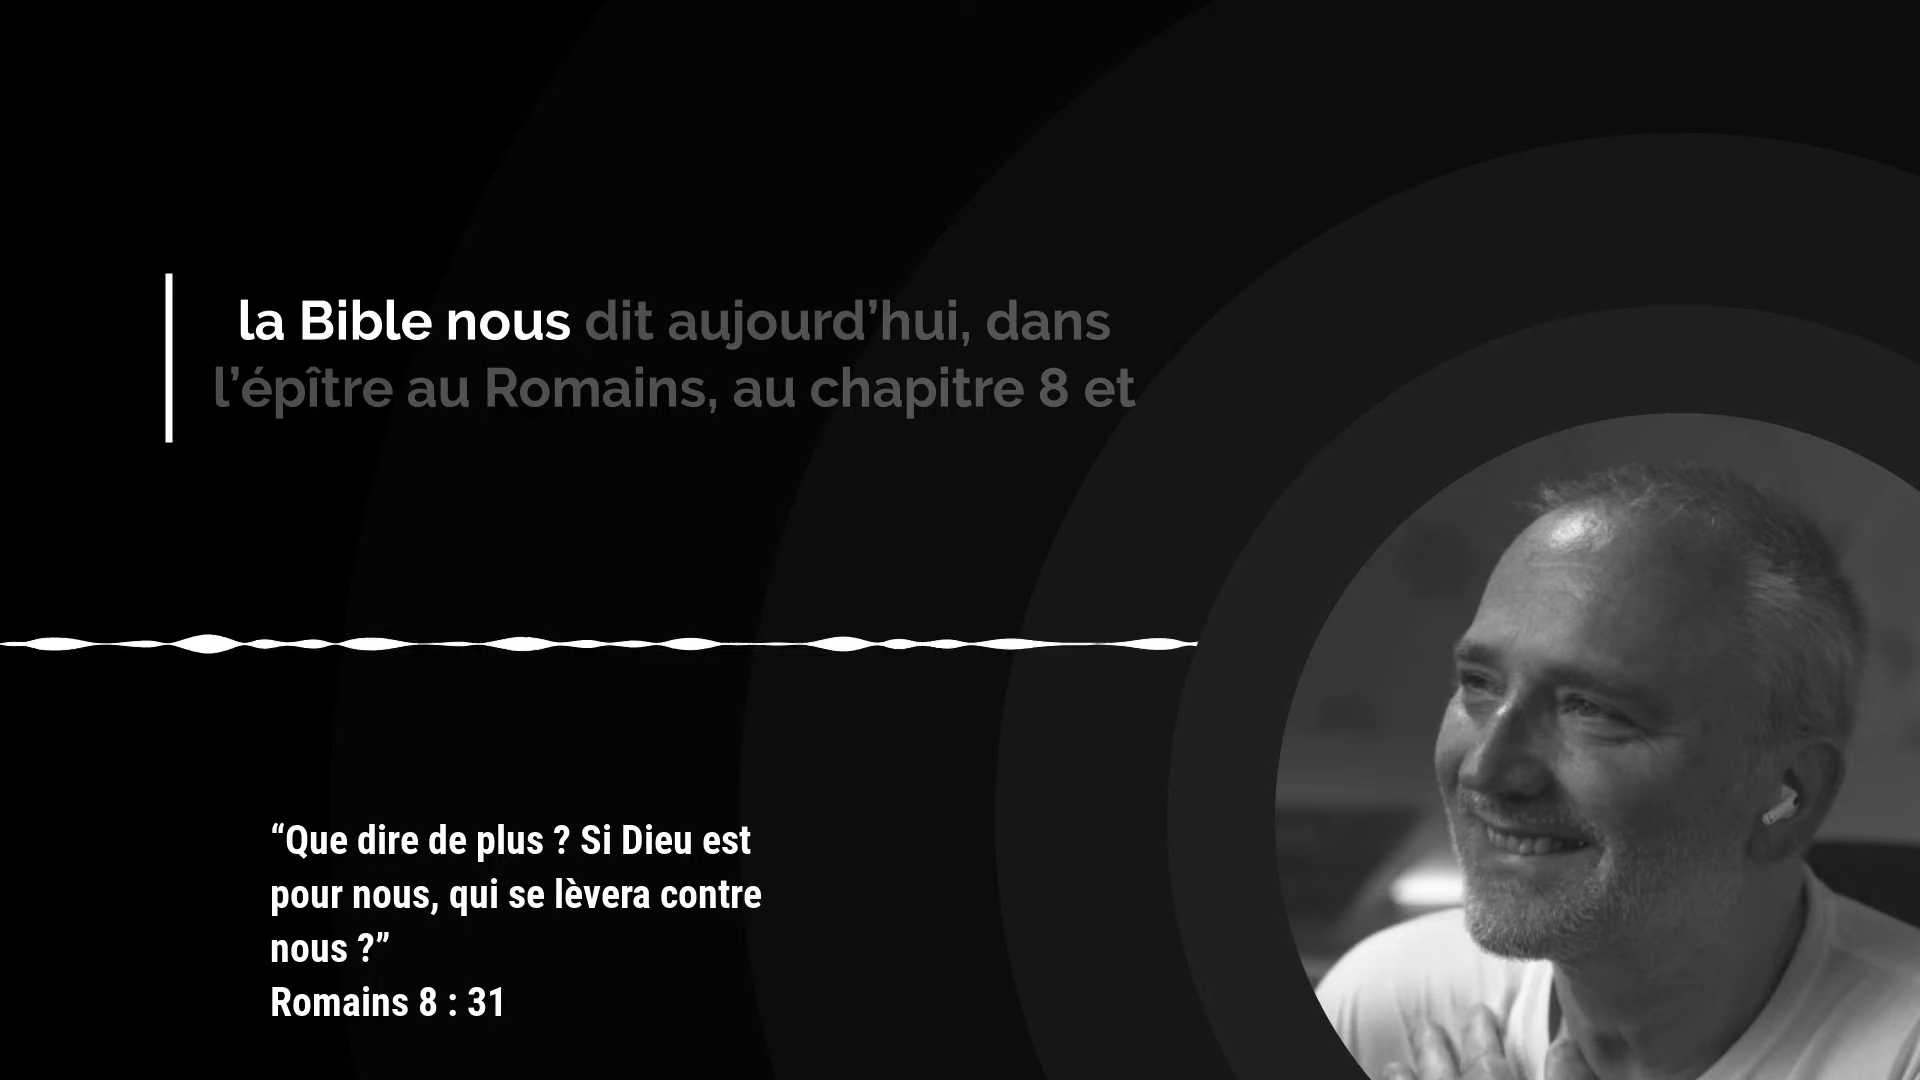 la Bible nous dit aujourd’hui, dans
l’épître au Romains, au chapitre 8 et
“Que dire de plus ? Si Dieu est
pour nous, qui se lèvera contre
nous ?”
Romains 8 : 31